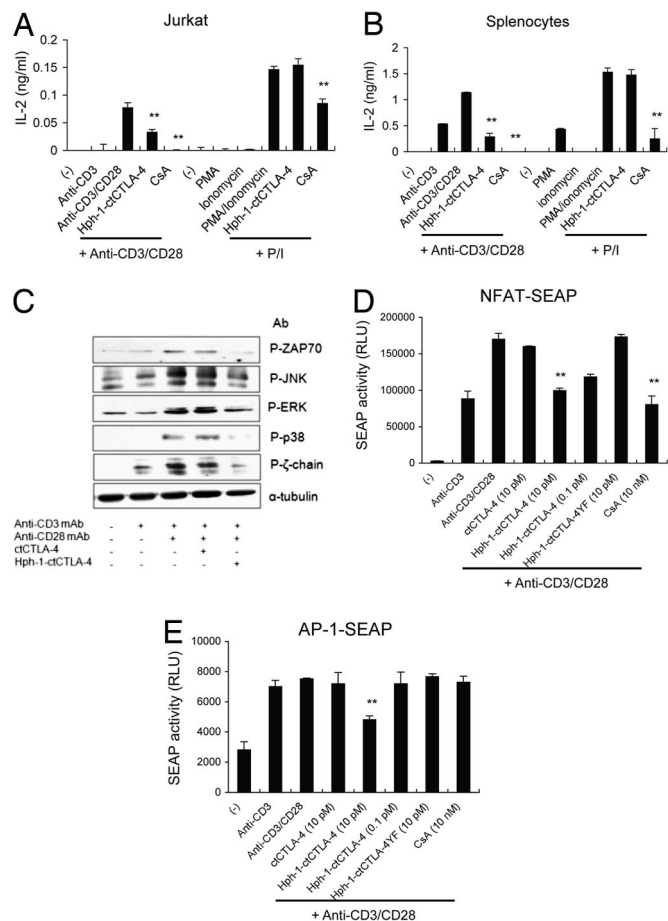 A
Jurkat
IL-2 (ng/ml)
0.2
0.15
0.1
0.05
0
**
**
**
(-)
Anti-CD3
Anti-CD3/CD28
Hph-1-ctCTLA-4
CsA
(-)
PMA
Ionomycin
PMA/Ionomycin
Hph-1-ctCTLA-4
CsA
+ Anti-CD3/CD28
+ P/I
B
Splenocytes
IL-2 (ng/ml)
2
1.5
1
0.5
0
**
**
**
(-)
Anti-CD3
Anti-CD3/CD28
Hph-1-ctCTLA-4
CsA
(-)
PMA
ionomycin
PMA/Ionomycin
Hph-1-ctCTLA-4
CsA
+ Anti-CD3/CD28
+ P/I
C
Ab
P-ZAP70
P-JNK
P-ERK
P-p38
P-ζ-chain
α-tubulin
Anti-CD3 mAb - + + + +
Anti-CD28 mAb - - + + +
ctCTLA-4 - - - + -
Hph-1-ctCTLA-4 - - - - +
D
NFAT-SEAP
SEAP activity (RLU)
200000
150000
100000
50000
0
**
**
(-)
Anti-CD3
Anti-CD3/CD28
ctCTLA-4 (10 pM)
Hph-1-ctCTLA-4 (10 pM)
Hph-1-ctCTLA-4 (0.1 pM)
Hph-1-ctCTLA-4YF (10 pM)
CsA (10 nM)
+ Anti-CD3/CD28
E
AP-1-SEAP
SEAP activity (RLU)
10000
8000
6000
4000
2000
0
**
(-)
Anti-CD3
Anti-CD3/CD28
ctCTLA-4 (10 pM)
Hph-1-ctCTLA-4 (10 pM)
Hph-1-ctCTLA-4 (0.1 pM)
Hph-1-ctCTLA-4YF (10 pM)
CsA (10 nM)
+ Anti-CD3/CD28